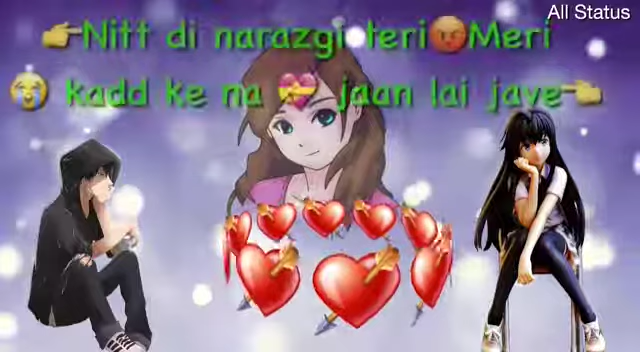 All Status
👉Nitt di narazgi teri😡Meri
😭 kadd ke na 💝 jaan lai jave👈